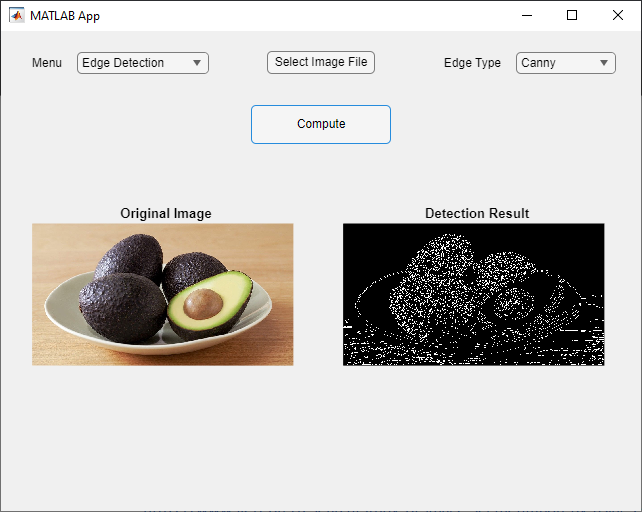 MATLAB App
Menu
Edge Detection
Select Image File
Edge Type
Canny
Compute
Original Image
Detection Result